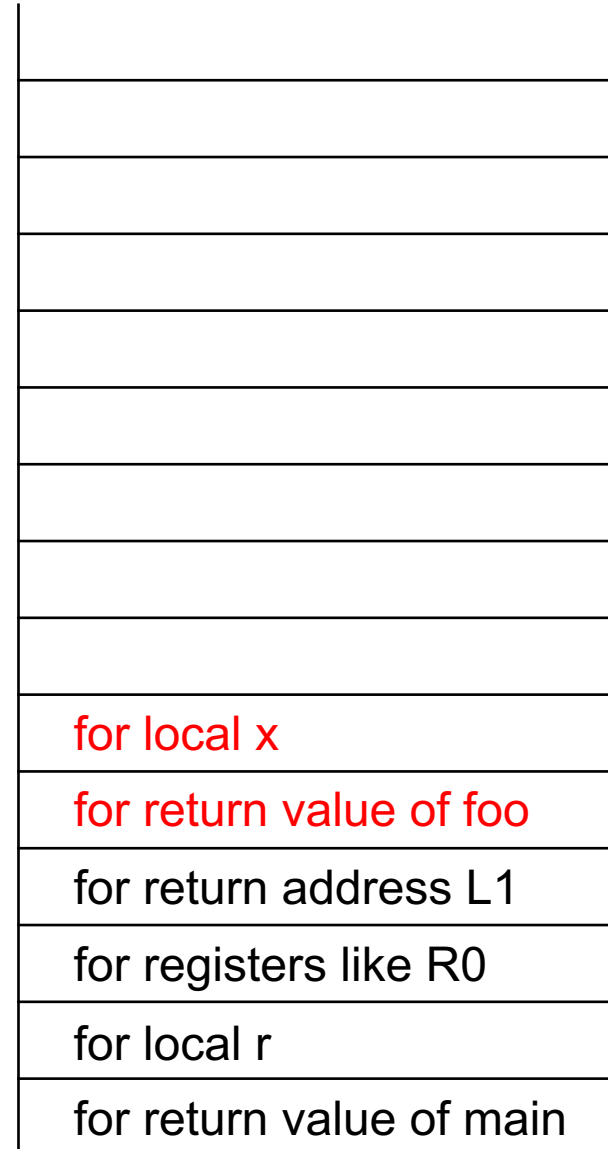 for local x
for return value of foo
for return address L1
for registers like R0
for local r
for return value of main